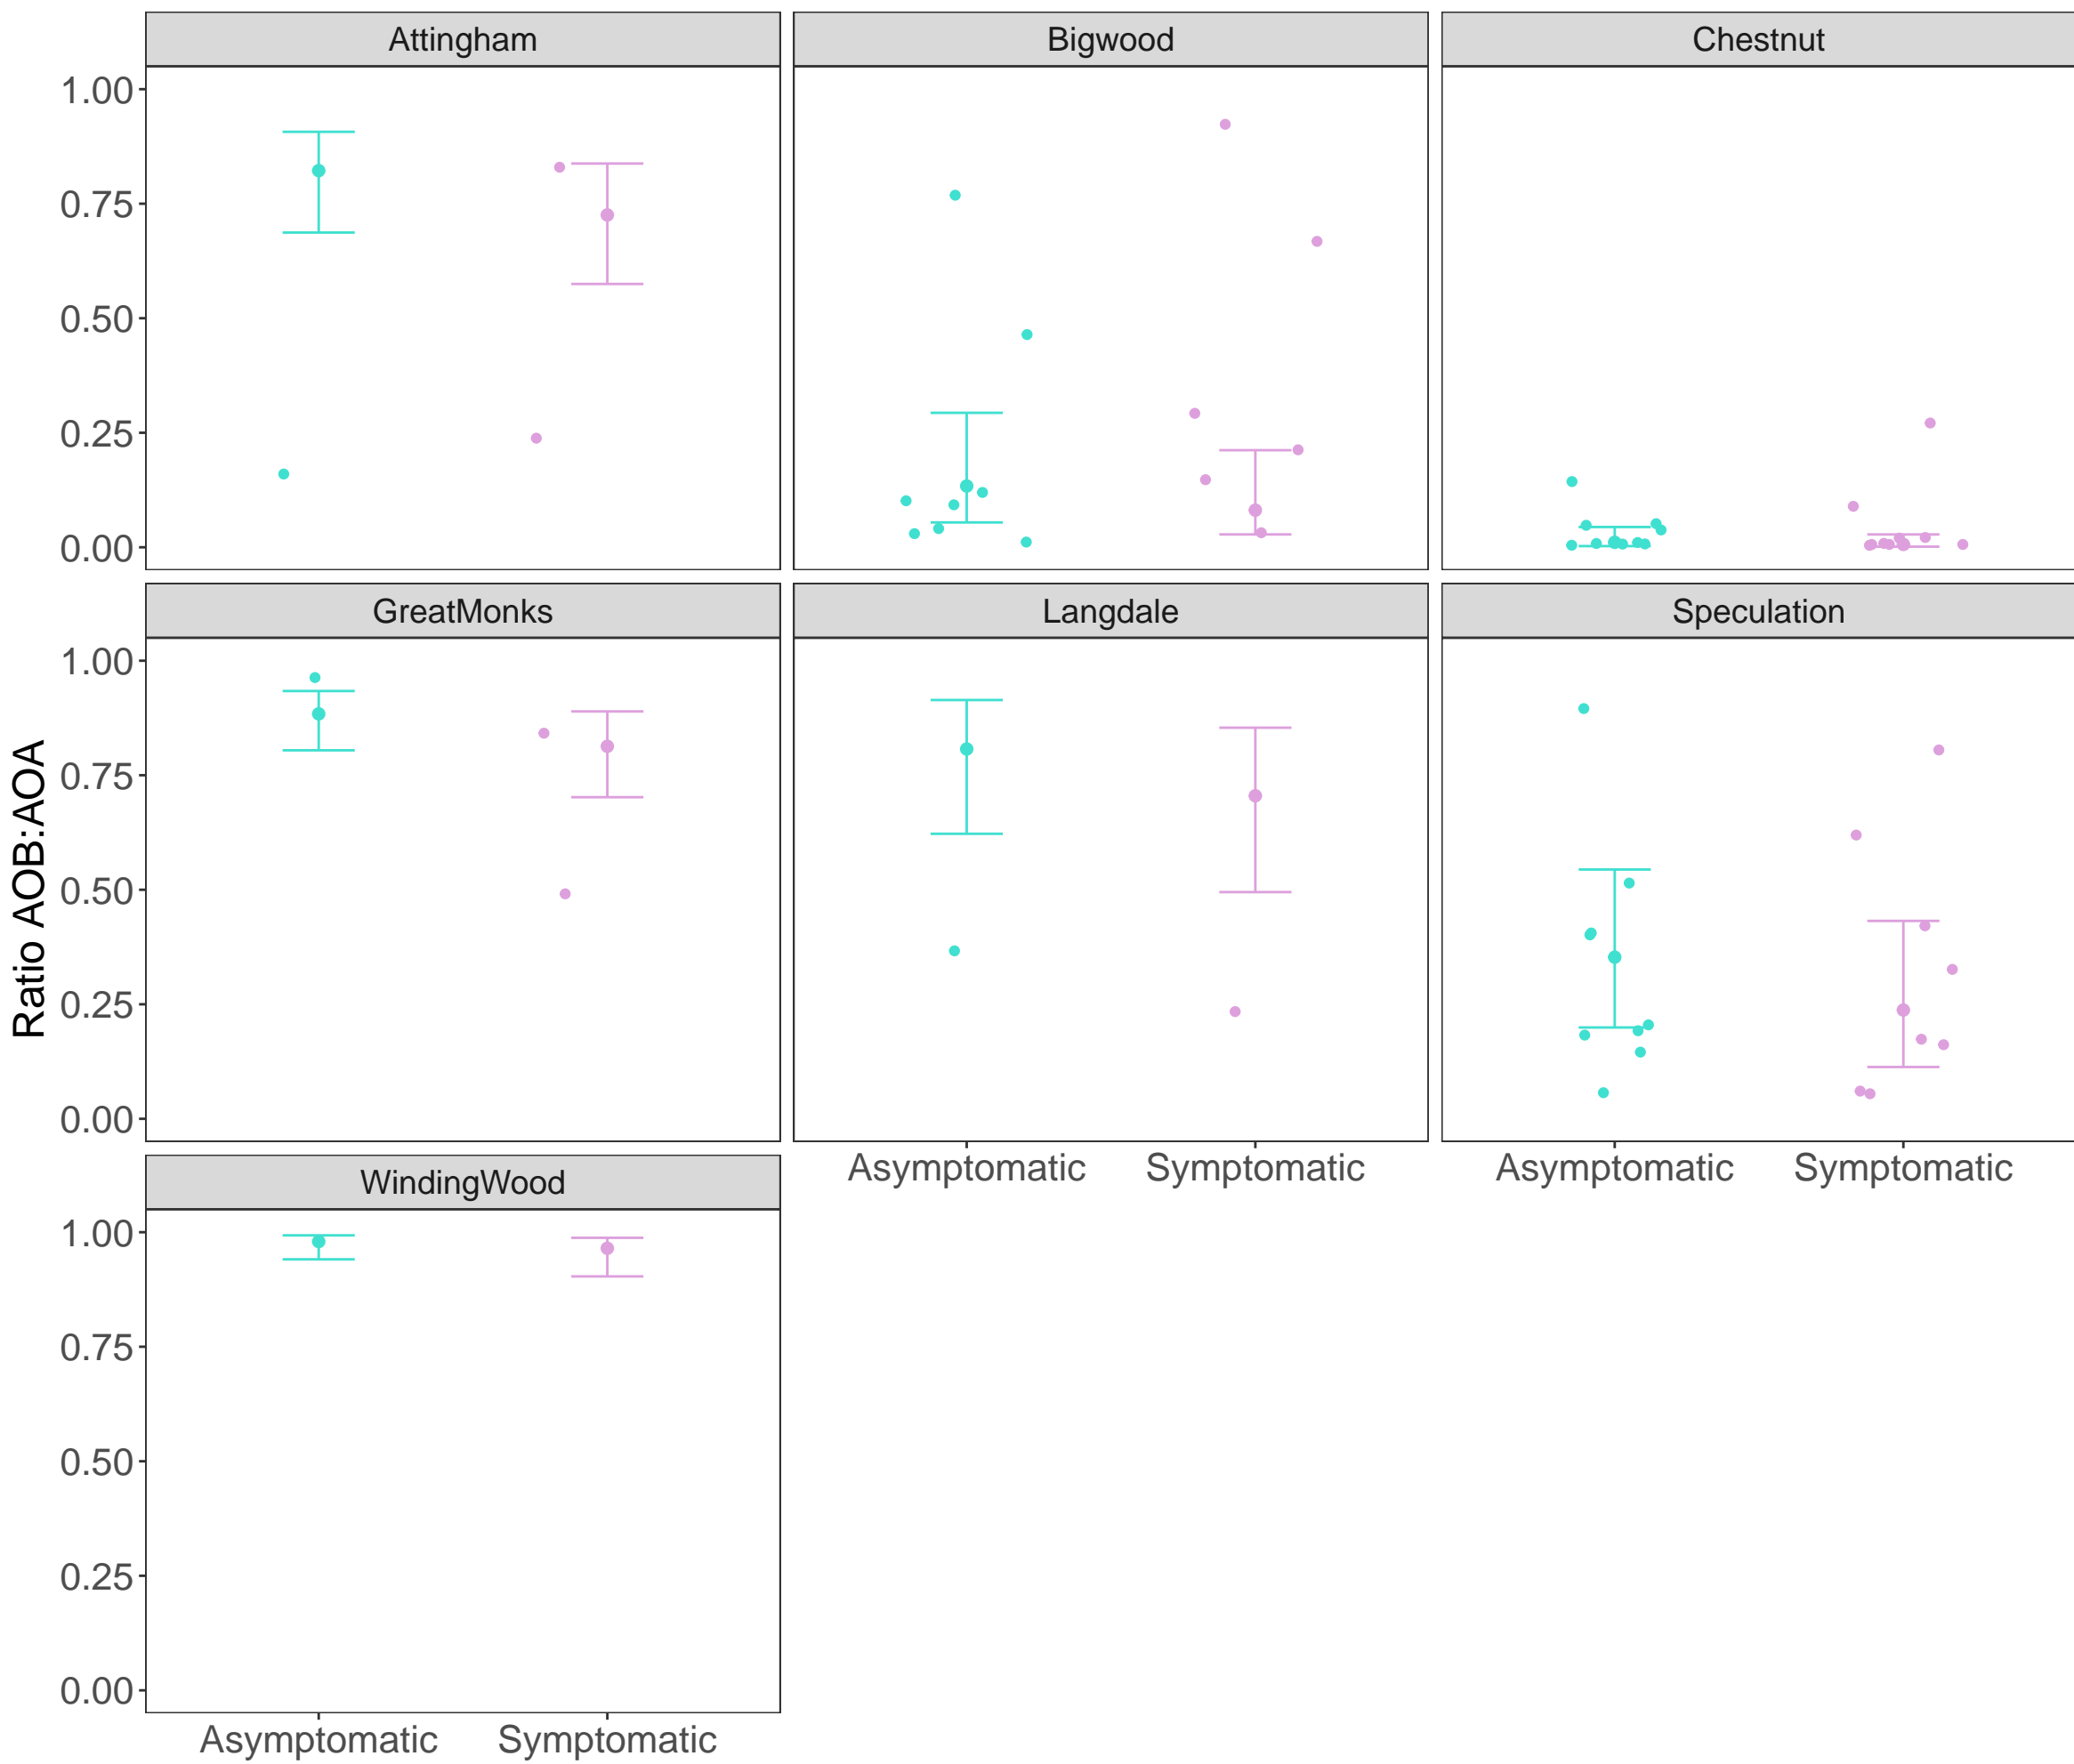 Attingham
Bigwood
Chestnut
1.00
0.75
0.50
0.25
0.00
GreatMonks
Langdale
Speculation
1.00
0.75
0.50
0.25
0.00
Ratio AOB:AOA
Asymptomatic
Symptomatic
Asymptomatic
Symptomatic
WindingWood
1.00
0.75
0.50
0.25
0.00
Asymptomatic
Symptomatic